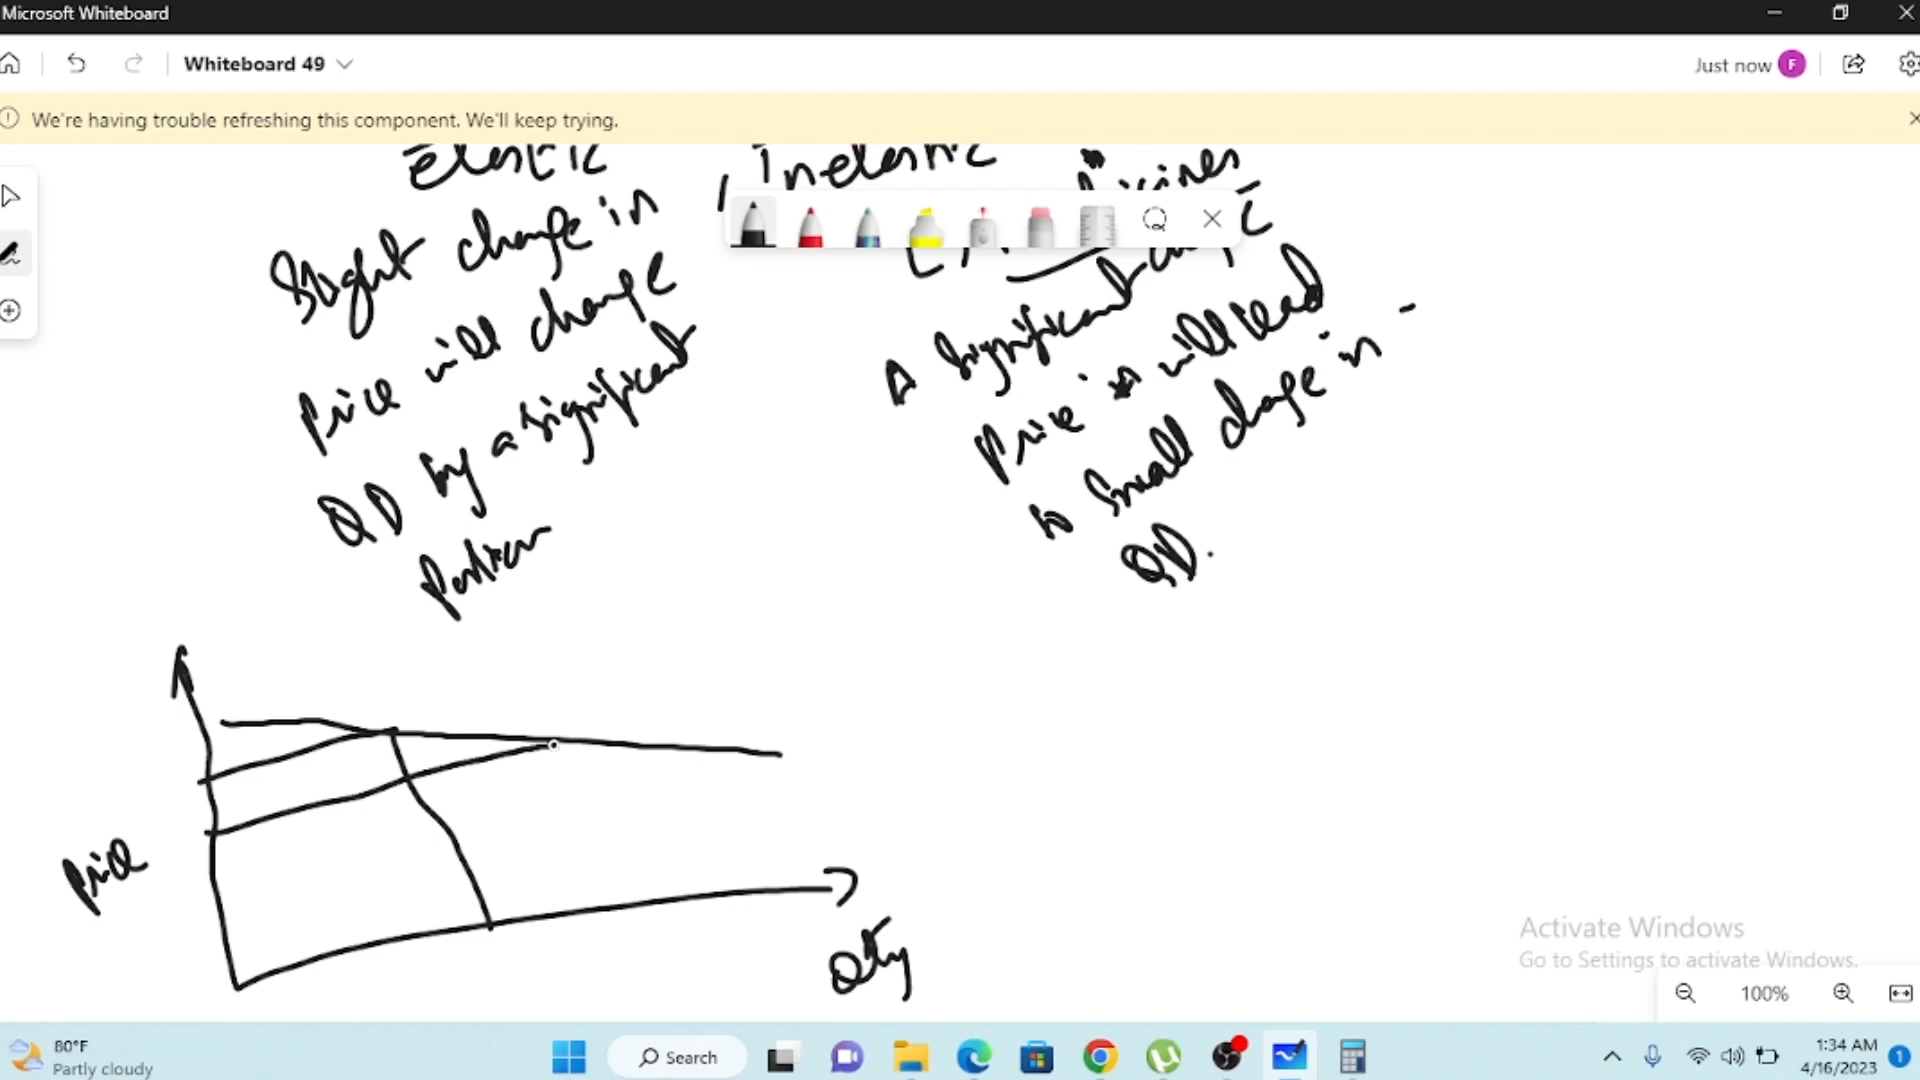 Microsoft Whiteboard
Whiteboard 49
Just now F
We're having trouble refreshing this component. We'll keep trying.
Elastic
Inelastic
Slight change in
Price will change
QD by a significant
Portion
A Significant
Price in will lead
to Small change in
QD.
Price
Qty
Activate Windows
Go to Settings to activate Windows.
100%
80°F
Partly cloudy
Search
1:34 AM
4/16/2023
1